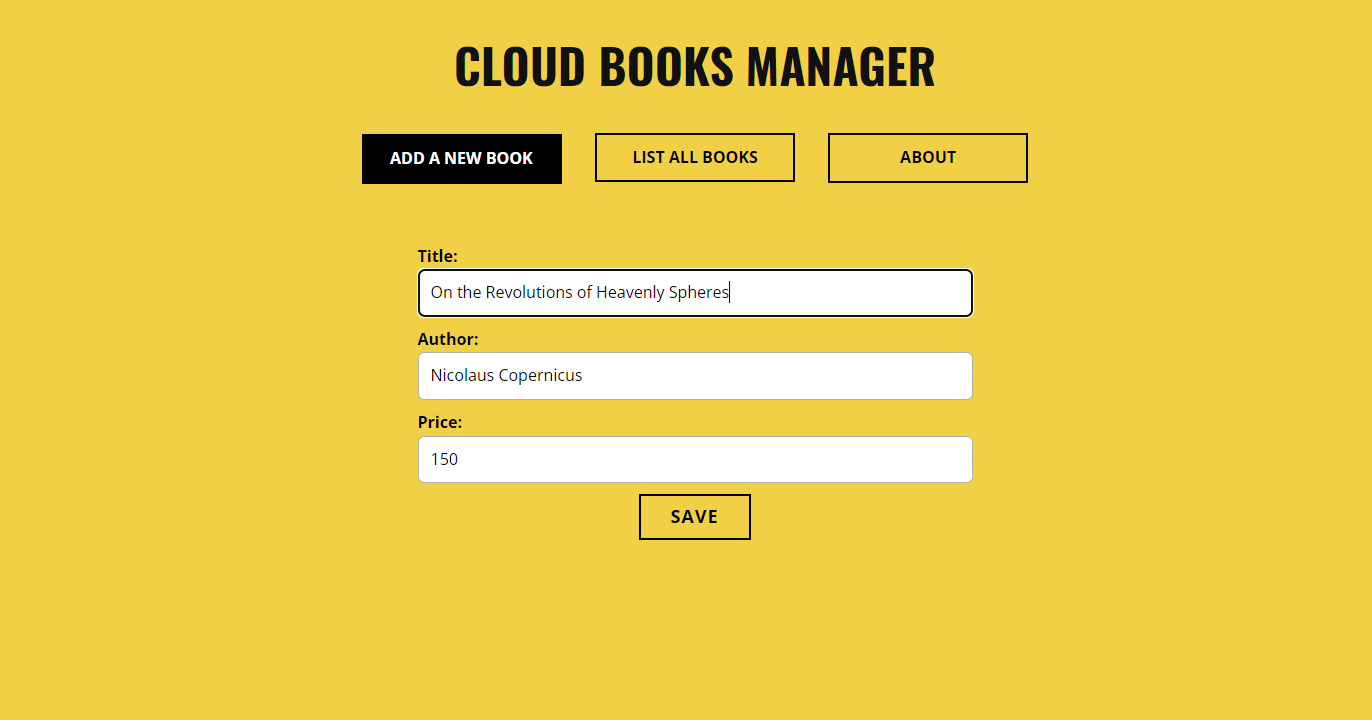 CLOUD BOOKS MANAGER
ADD A NEW BOOK LIST ALL BOOKS ABOUT
Title:
On the Revolutions of Heavenly Spheres
Author:
Nicolaus Copernicus
Price:
150
SAVE